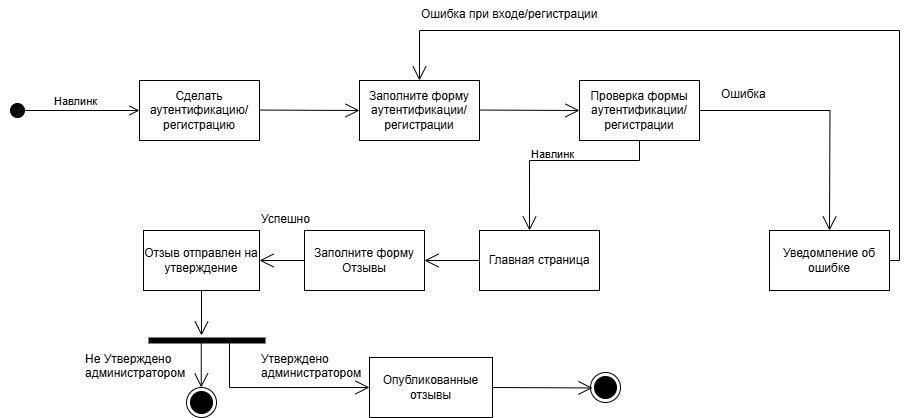 Ошибка при входе/регистрации
Навлинк
Сделать
аутентификацию/
регистрацию
Заполните форму
аутентификации/
регистрации
Проверка формы
аутентификации/
регистрации
Ошибка
Навлинк
Успешно
Отзыв отправлен на
утверждение
Заполните форму
Отзывы
Главная страница
Уведомление об
ошибке
Не Утверждено
администратором
Утверждено
администратором
Опубликованные
отзывы